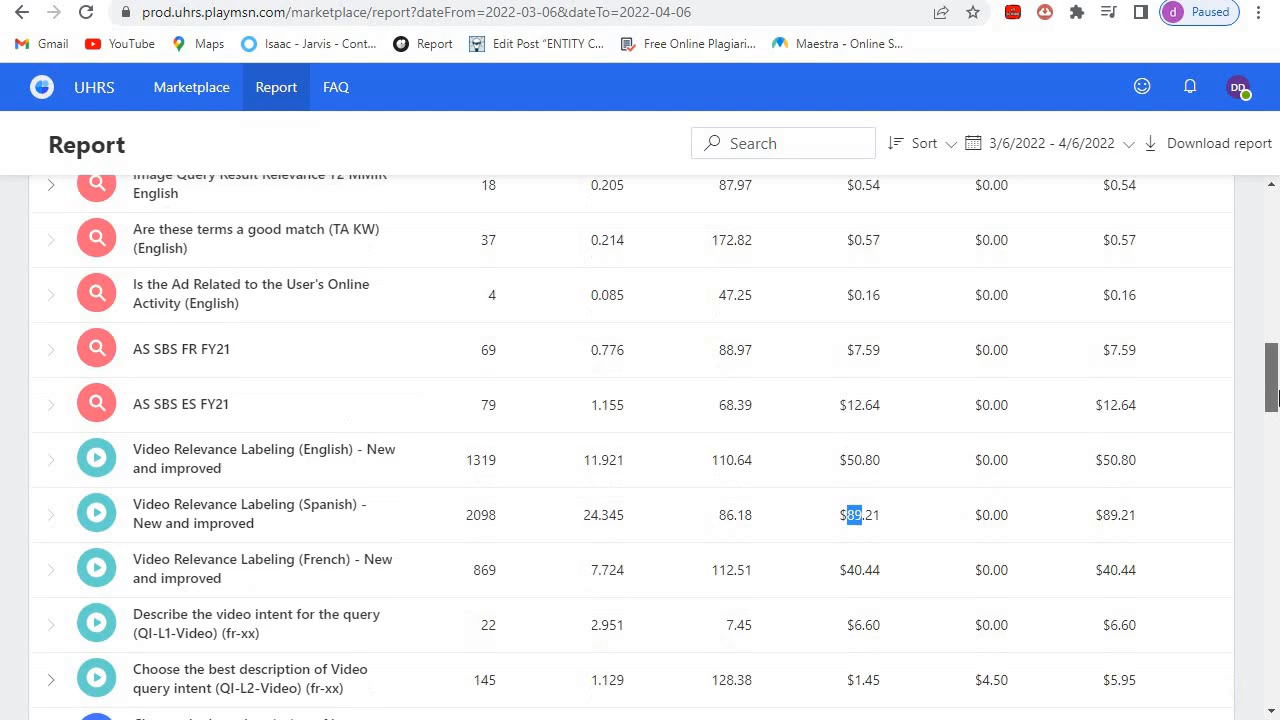 prod.uhrs.playmsn.com/marketplace/report?dateFrom=2022-03-06&dateTo=2022-04-06
d Paused
Gmail YouTube Maps Isaac - Jarvis - Cont... Report Edit Post “ENTITY C... Free Online Plagiari... Maestra - Online S...
UHRS Marketplace Report FAQ DD
Report Search Sort 3/6/2022 - 4/6/2022 Download report
Image Query Result Relevance T2 MMIR
English 18 0.205 87.97 $0.54 $0.00 $0.54
Are these terms a good match (TA KW)
(English) 37 0.214 172.82 $0.57 $0.00 $0.57
Is the Ad Related to the User's Online
Activity (English) 4 0.085 47.25 $0.16 $0.00 $0.16
AS SBS FR FY21 69 0.776 88.97 $7.59 $0.00 $7.59
AS SBS ES FY21 79 1.155 68.39 $12.64 $0.00 $12.64
Video Relevance Labeling (English) - New
and improved 1319 11.921 110.64 $50.80 $0.00 $50.80
Video Relevance Labeling (Spanish) -
New and improved 2098 24.345 86.18 $89.21 $0.00 $89.21
Video Relevance Labeling (French) - New
and improved 869 7.724 112.51 $40.44 $0.00 $40.44
Describe the video intent for the query
(QI-L1-Video) (fr-xx) 22 2.951 7.45 $6.60 $0.00 $6.60
Choose the best description of Video
query intent (QI-L2-Video) (fr-xx) 145 1.129 128.38 $1.45 $4.50 $5.95